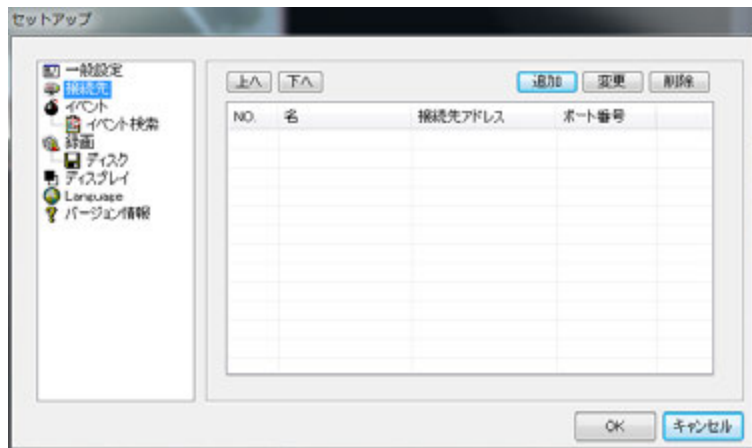 セットアップ
一般設定
接続先
イベント
イベント検索
録画
ディスク
ディスプレイ
Language
バージョン情報
上へ 下へ 追加 変更 削除
NO. 名 接続先アドレス ポート番号
OK キャンセル